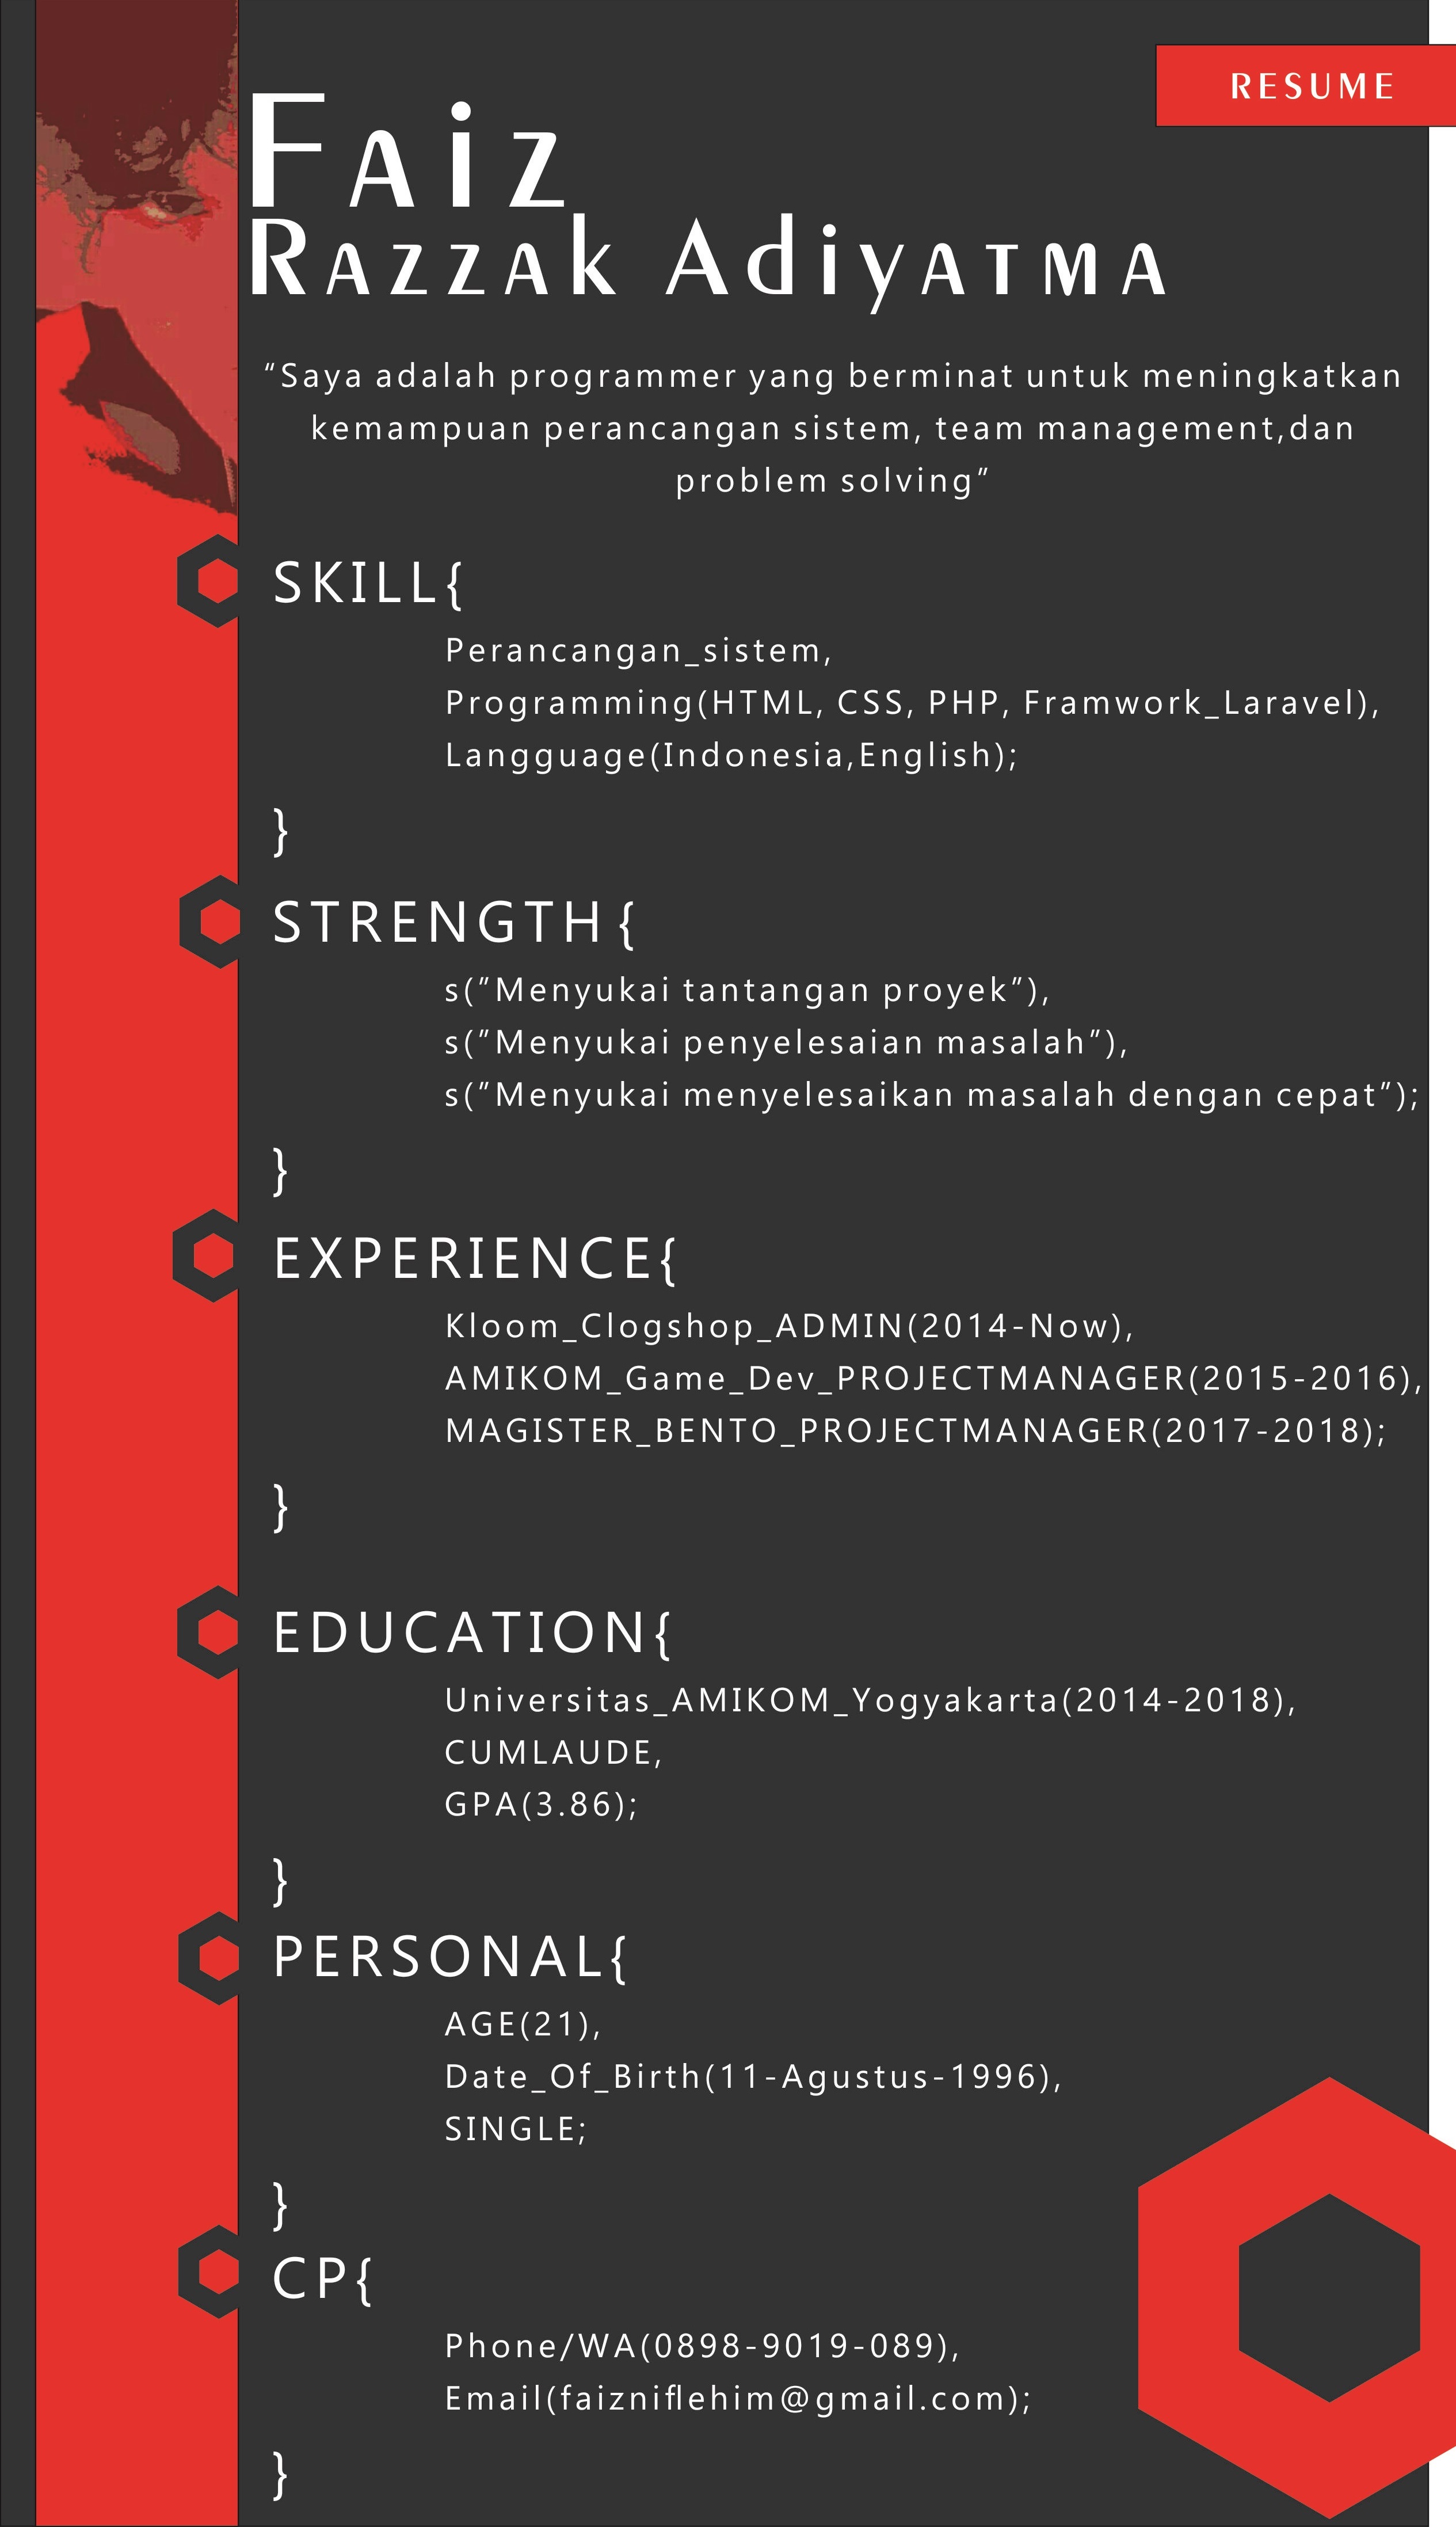 RESUME
Faiz
Razzak Adiyatma
“Saya adalah programmer yang berminat untuk meningkatkan
kemampuan perancangan sistem, team management,dan
problem solving”
SKILL{
Perancangan_sistem,
Programming(HTML, CSS, PHP, Framwork_Laravel),
Langguage(Indonesia,English);
}
STRENGTH{
s(”Menyukai tantangan proyek”),
s(”Menyukai penyelesaian masalah”),
s(”Menyukai menyelesaikan masalah dengan cepat”);
}
EXPERIENCE{
Kloom_Clogshop_ADMIN(2014-Now),
AMIKOM_Game_Dev_PROJECTMANAGER(2015-2016),
MAGISTER_BENTO_PROJECTMANAGER(2017-2018);
}
EDUCATION{
Universitas_AMIKOM_Yogyakarta(2014-2018),
CUMLAUDE,
GPA(3.86);
}
PERSONAL{
AGE(21),
Date_Of_Birth(11-Agustus-1996),
SINGLE;
}
CP{
Phone/WA(0898-9019-089),
Email(faizniflehim@gmail.com);
}